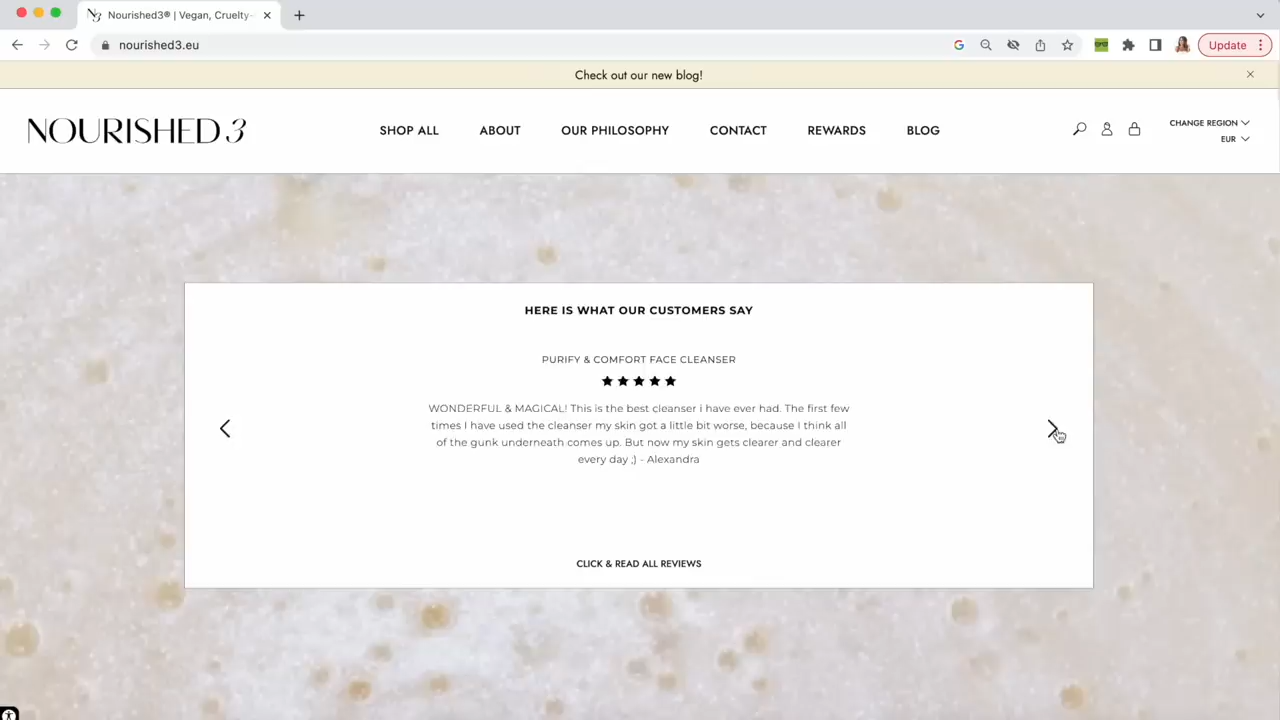 Nourished3® | Vegan, Cruelty-
nourished3.eu
Update
Check out our new blog!
NOURISHED 3
SHOP ALL
ABOUT
OUR PHILOSOPHY
CONTACT
REWARDS
BLOG
CHANGE REGION
EUR
HERE IS WHAT OUR CUSTOMERS SAY
PURIFY & COMFORT FACE CLEANSER
WONDERFUL & MAGICAL! This is the best cleanser i have ever had. The first few
times I have used the cleanser my skin got a little bit worse, because I think all
of the gunk underneath comes up. But now my skin gets clearer and clearer
every day ;) - Alexandra
CLICK & READ ALL REVIEWS